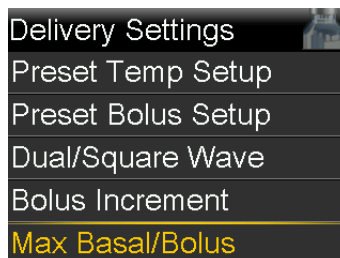 Delivery Settings
Preset Temp Setup
Preset Bolus Setup
Dual/Square Wave
Bolus Increment
Max Basal/Bolus